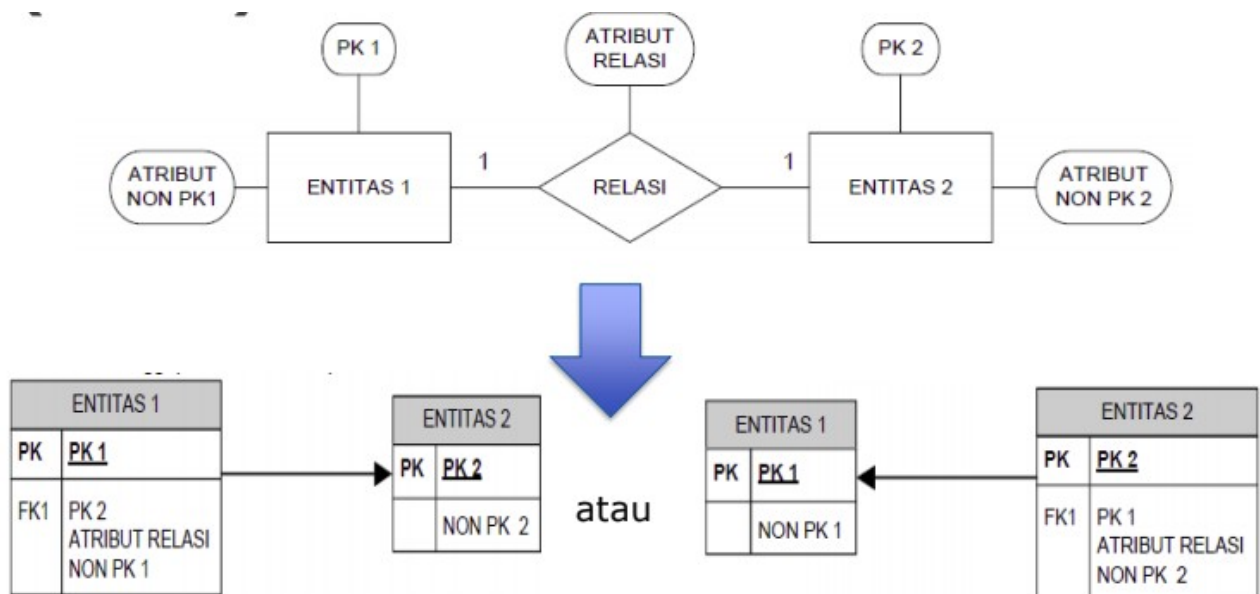 PK 1
ATRIBUT
RELASI
PK 2
ATRIBUT
NON PK1
ENTITAS 1
1
RELASI
1
ENTITAS 2
ATRIBUT
NON PK 2
ENTITAS 1
PK PK 1
FK1 PK 2
ATRIBUT RELASI
NON PK 1
ENTITAS 2
PK PK 2
NON PK 2
atau
ENTITAS 1
PK PK 1
NON PK 1
ENTITAS 2
PK PK 2
FK1 PK 1
ATRIBUT RELASI
NON PK 2